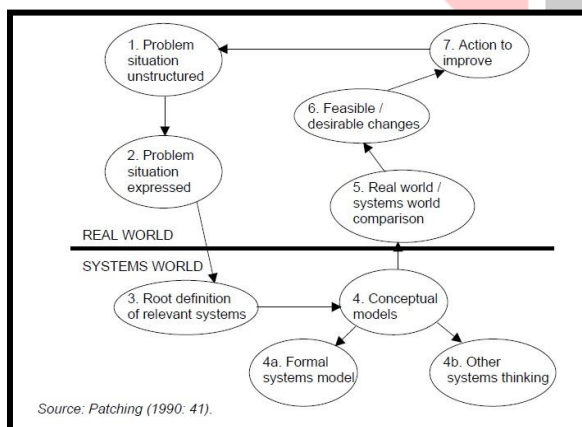 1. Problem
situation
unstructured
7. Action to
improve
6. Feasible /
desirable changes
2. Problem
situation
expressed
5. Real world /
systems world
comparison
REAL WORLD
SYSTEMS WORLD
3. Root definition
of relevant systems
4. Conceptual
models
4a. Formal
systems model
4b. Other
systems thinking
Source: Patching (1990: 41).